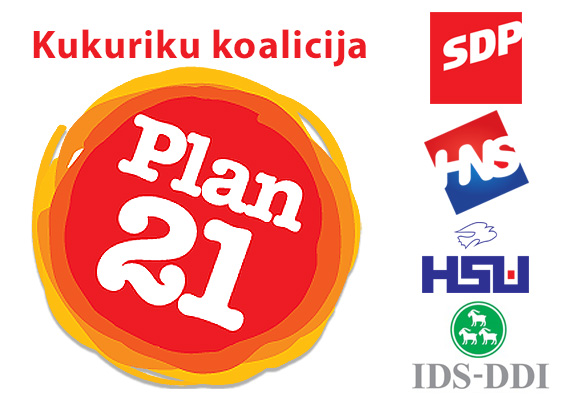 Kukuriku koalicija
Plan
21
SDP
HNS
HSU
IDS-DDI